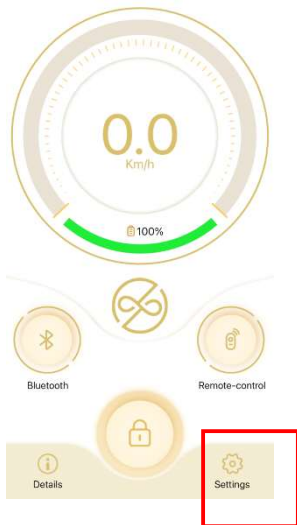 0.0
Km/h
100%
Bluetooth
Remote-control
Details
Settings